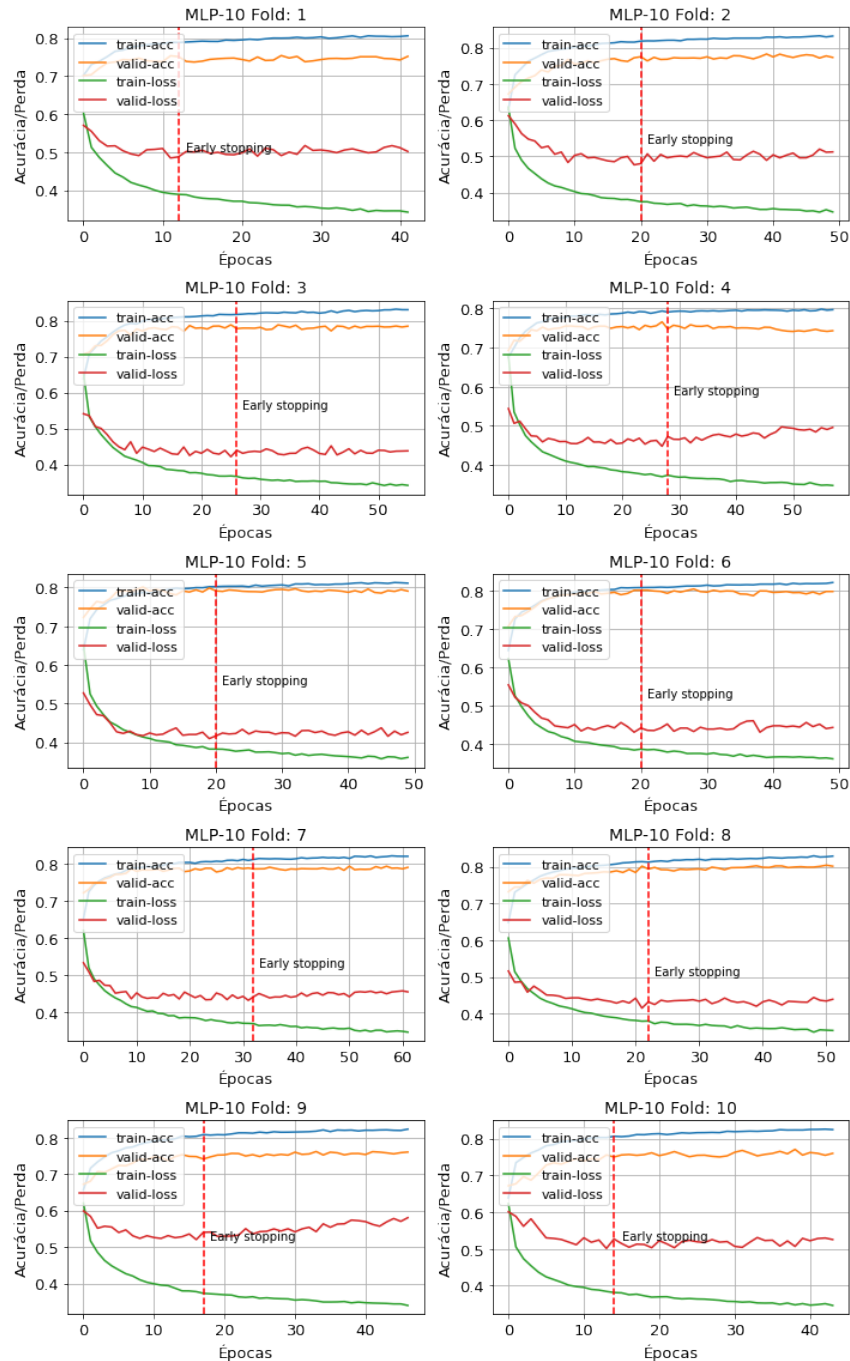 MLP-10 Fold: 1
Acurácia/Perda
0.8
0.7
0.6
0.5
0.4
train-acc
valid-acc
train-loss
valid-loss
Early stopping
0 10 20 30 40
Épocas
MLP-10 Fold: 2
Acurácia/Perda
0.8
0.7
0.6
0.5
0.4
train-acc
valid-acc
train-loss
valid-loss
Early stopping
0 10 20 30 40 50
Épocas
MLP-10 Fold: 3
Acurácia/Perda
0.8
0.7
0.6
0.5
0.4
train-acc
valid-acc
train-loss
valid-loss
Early stopping
0 10 20 30 40 50
Épocas
MLP-10 Fold: 4
Acurácia/Perda
0.8
0.7
0.6
0.5
0.4
train-acc
valid-acc
train-loss
valid-loss
Early stopping
0 10 20 30 40 50
Épocas
MLP-10 Fold: 5
Acurácia/Perda
0.8
0.7
0.6
0.5
0.4
train-acc
valid-acc
train-loss
valid-loss
Early stopping
0 10 20 30 40 50
Épocas
MLP-10 Fold: 6
Acurácia/Perda
0.8
0.7
0.6
0.5
0.4
train-acc
valid-acc
train-loss
valid-loss
Early stopping
0 10 20 30 40 50
Épocas
MLP-10 Fold: 7
Acurácia/Perda
0.8
0.7
0.6
0.5
0.4
train-acc
valid-acc
train-loss
valid-loss
Early stopping
0 10 20 30 40 50 60
Épocas
MLP-10 Fold: 8
Acurácia/Perda
0.8
0.7
0.6
0.5
0.4
train-acc
valid-acc
train-loss
valid-loss
Early stopping
0 10 20 30 40 50
Épocas
MLP-10 Fold: 9
Acurácia/Perda
0.8
0.7
0.6
0.5
0.4
train-acc
valid-acc
train-loss
valid-loss
Early stopping
0 10 20 30 40
Épocas
MLP-10 Fold: 10
Acurácia/Perda
0.8
0.7
0.6
0.5
0.4
train-acc
valid-acc
train-loss
valid-loss
Early stopping
0 10 20 30 40
Épocas